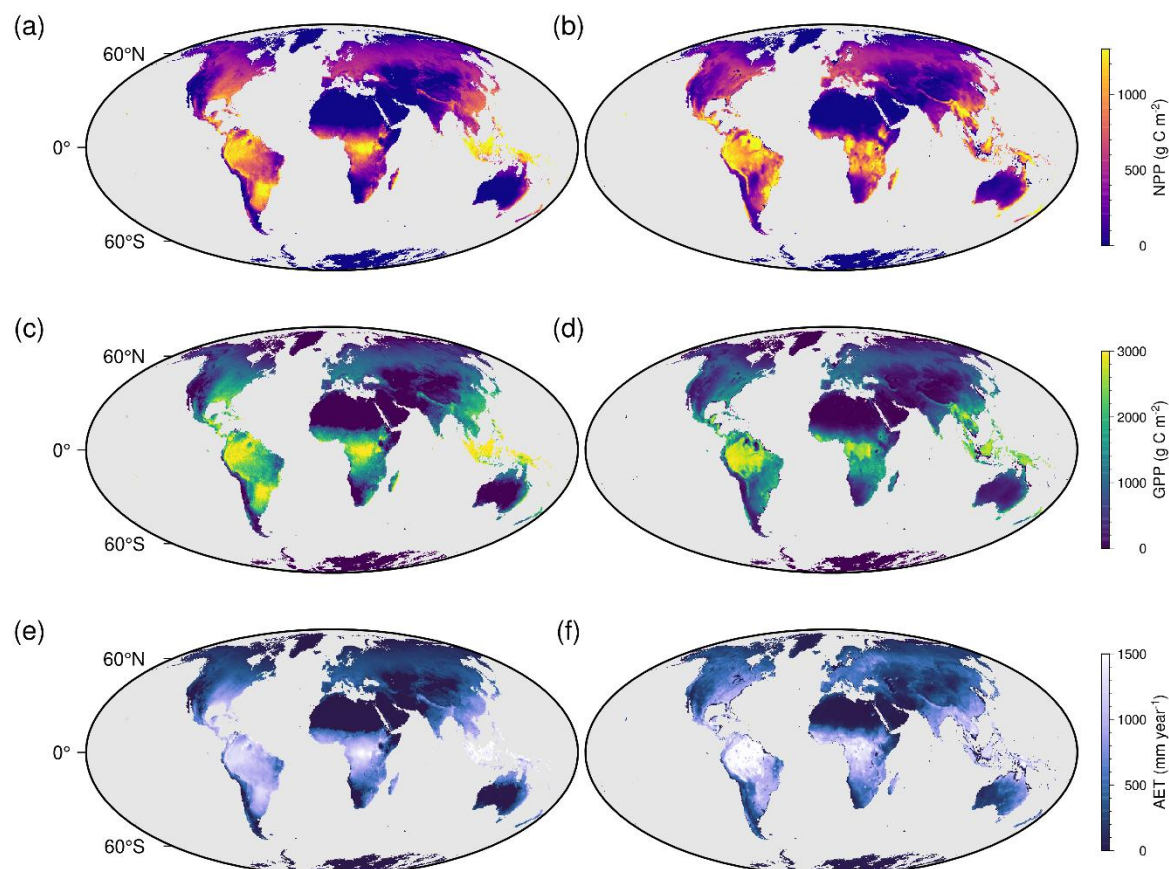 (a)
(b)
60°N
0°
60°S
1000
500
0
NPP (g C m⁻²)
(c)
(d)
60°N
0°
60°S
3000
2000
1000
0
GPP (g C m⁻²)
(e)
(f)
60°N
0°
60°S
1500
1000
500
0
AET (mm year⁻¹)